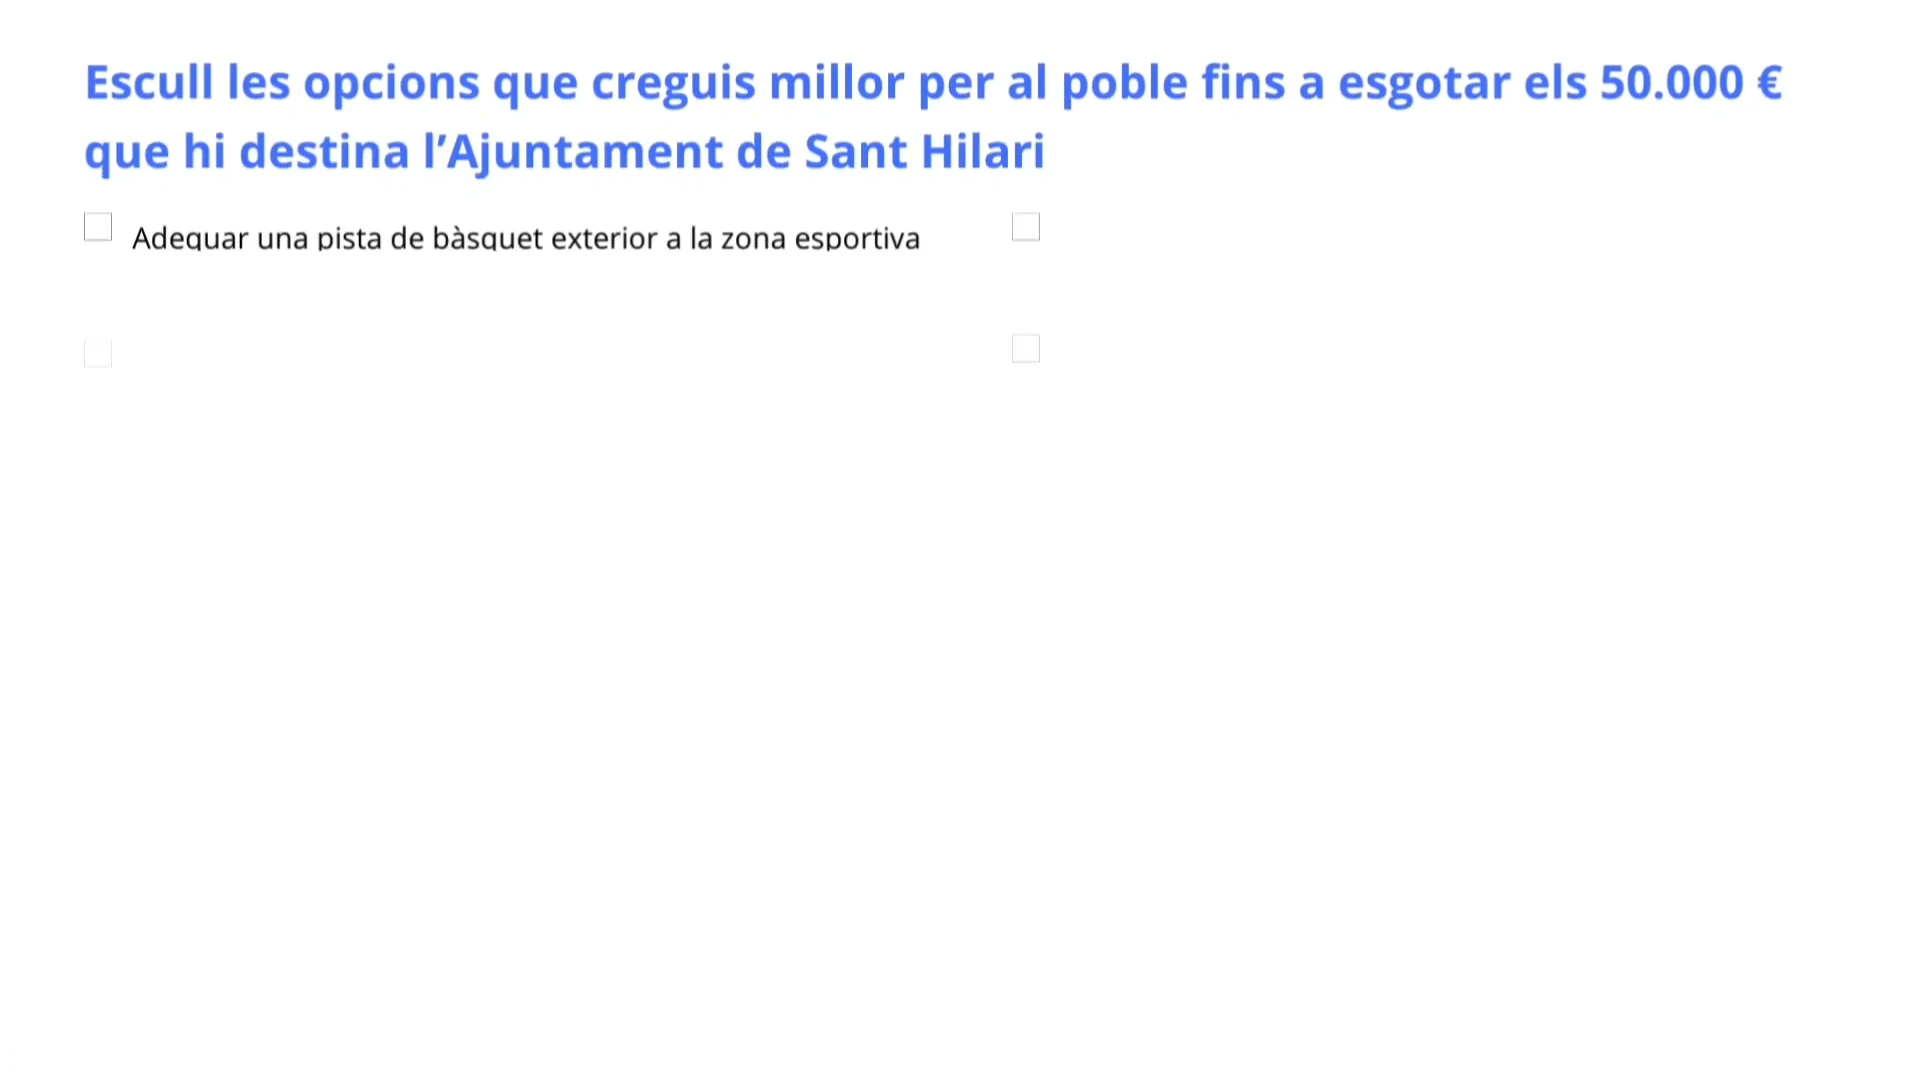 Escull les opcions que creguis millor per al poble fins a esgotar els 50.000 €
que hi destina l’Ajuntament de Sant Hilari
Adequar una pista de bàsquet exterior a la zona esportiva